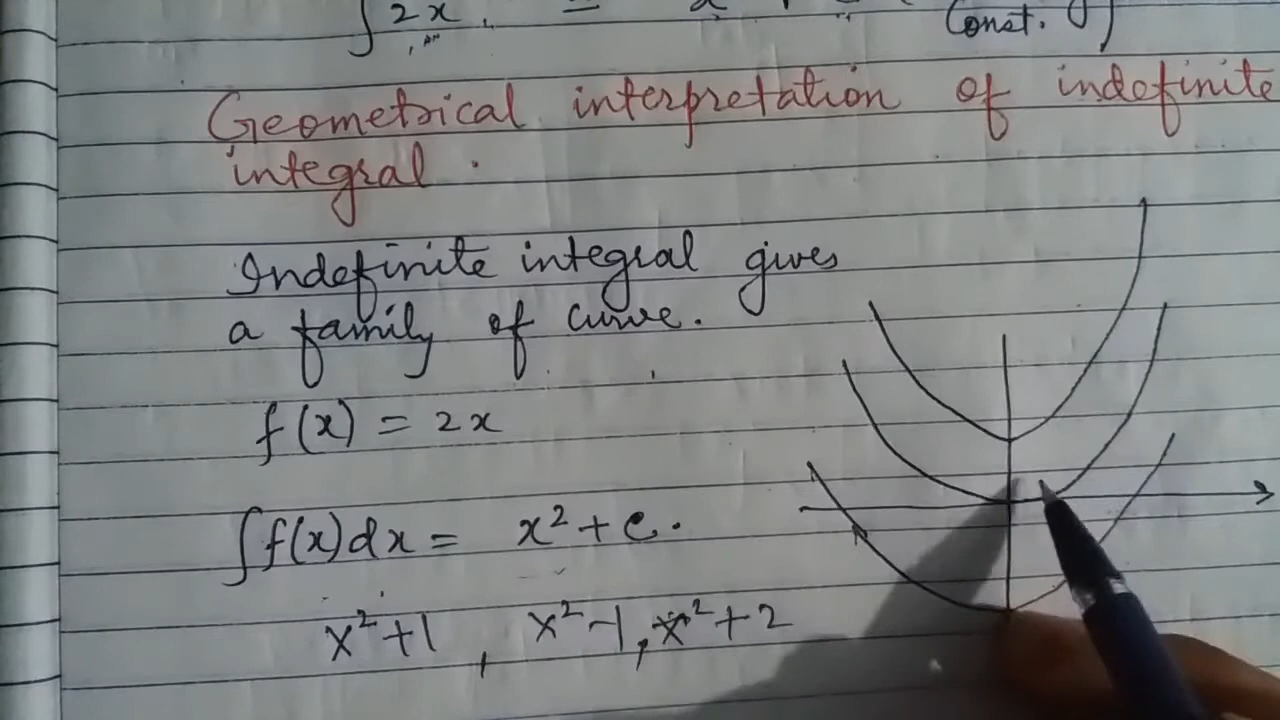 ∫2x =
Const.
Geometrical interpretation of indefinite
integral.
Indefinite integral gives
a family of curve.
f(x) = 2x
∫f(x)dx = x² + c.
x²+1, x²-1, x²+2